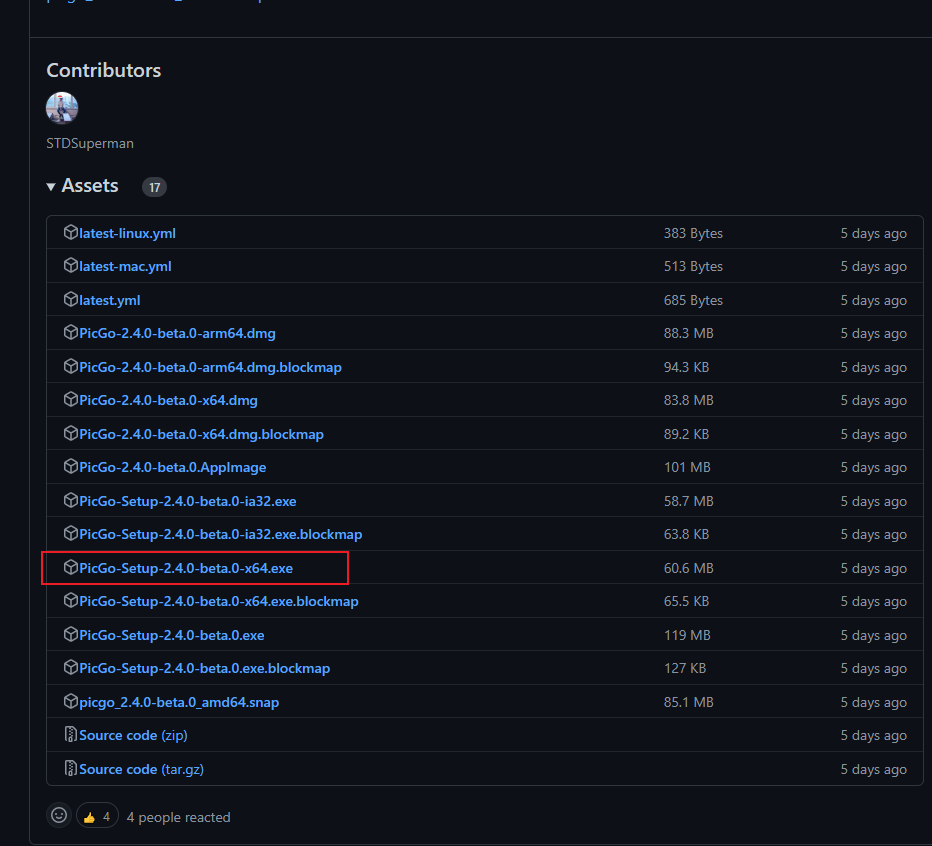 Contributors
STDSuperman
Assets 17
latest-linux.yml 383 Bytes 5 days ago
latest-mac.yml 513 Bytes 5 days ago
latest.yml 685 Bytes 5 days ago
PicGo-2.4.0-beta.0-arm64.dmg 88.3 MB 5 days ago
PicGo-2.4.0-beta.0-arm64.dmg.blockmap 94.3 KB 5 days ago
PicGo-2.4.0-beta.0-x64.dmg 83.8 MB 5 days ago
PicGo-2.4.0-beta.0-x64.dmg.blockmap 89.2 KB 5 days ago
PicGo-2.4.0-beta.0.AppImage 101 MB 5 days ago
PicGo-Setup-2.4.0-beta.0-ia32.exe 58.7 MB 5 days ago
PicGo-Setup-2.4.0-beta.0-ia32.exe.blockmap 63.8 KB 5 days ago
PicGo-Setup-2.4.0-beta.0-x64.exe 60.6 MB 5 days ago
PicGo-Setup-2.4.0-beta.0-x64.exe.blockmap 65.5 KB 5 days ago
PicGo-Setup-2.4.0-beta.0.exe 119 MB 5 days ago
PicGo-Setup-2.4.0-beta.0.exe.blockmap 127 KB 5 days ago
picgo_2.4.0-beta.0_amd64.snap 85.1 MB 5 days ago
Source code (zip) 5 days ago
Source code (tar.gz) 5 days ago
4 4 people reacted